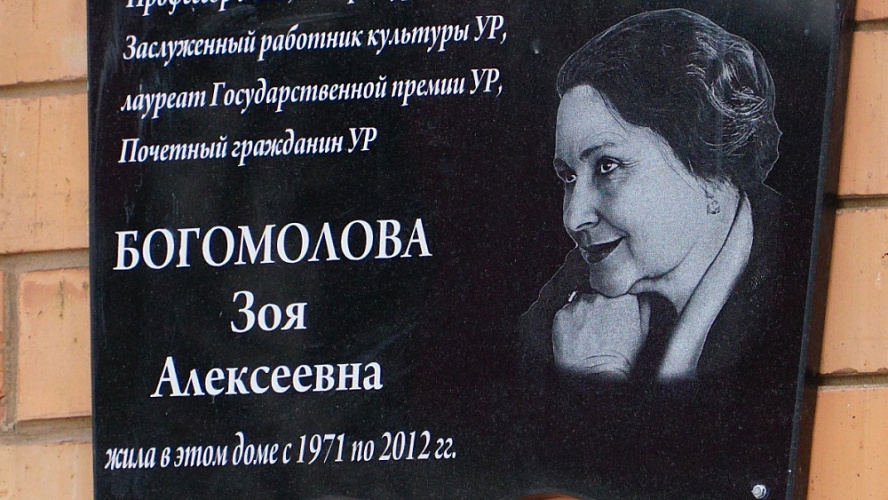 Заслуженный работник культуры УР,
лауреат Государственной премии УР,
Почетный гражданин УР
БОГОМОЛОВА
Зоя
Алексеевна
жила в этом доме с 1971 по 2012 гг.